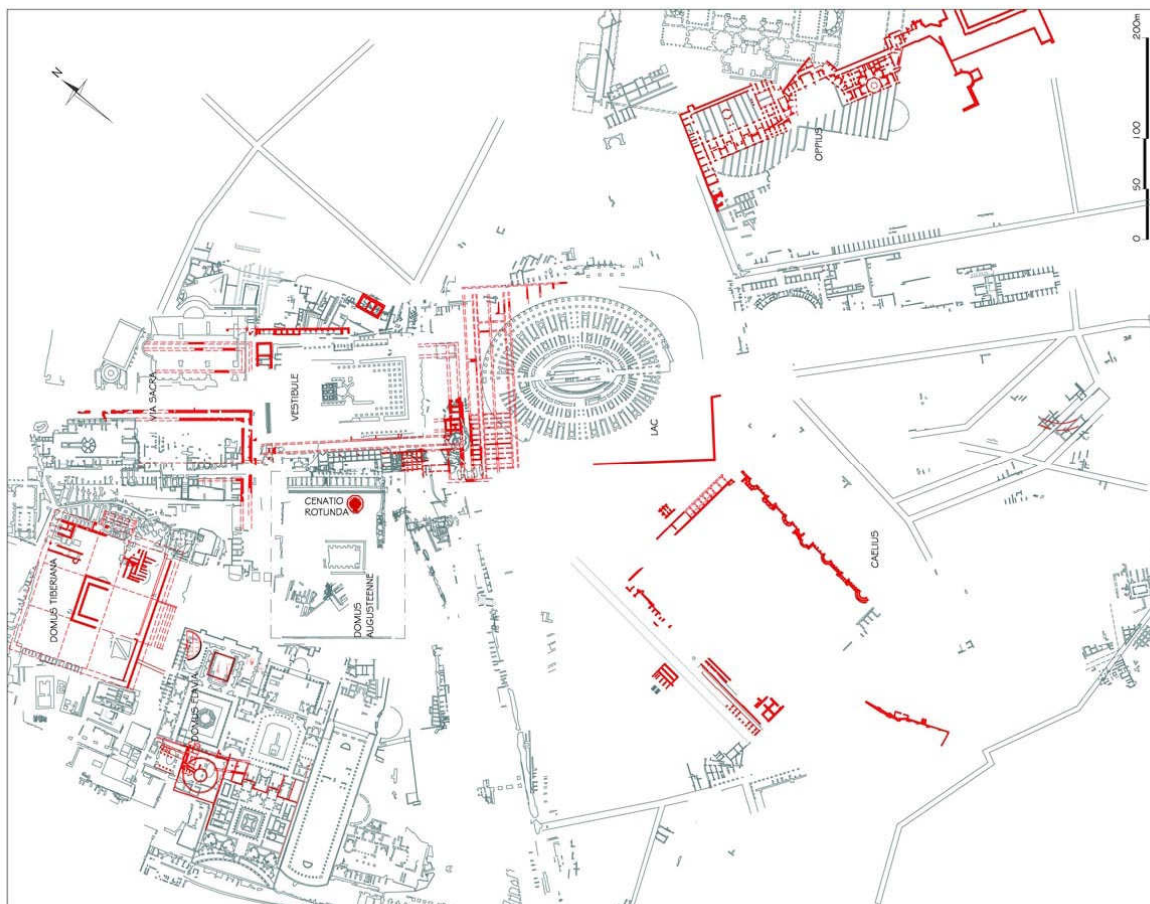 N
200m
100
50
0
OPPIUS
VIA SACRA
VESTIBULE
LAC
CENATIO
ROTUNDA
CAELIUS
DOMUS TIBERIANA
DOMUS
AUGUSTEENNE
DOMUS FLAVIA